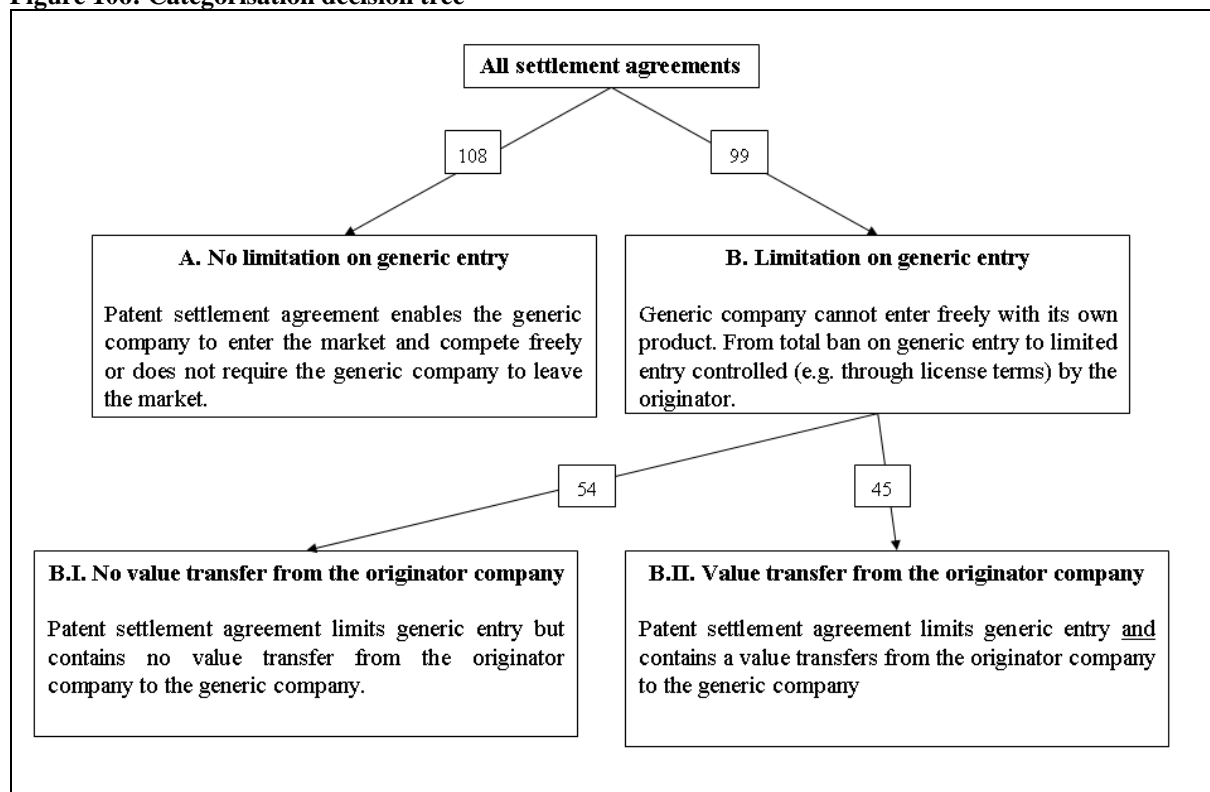 Figure 106: Categorisation decision tree
All settlement agreements
108
99
A. No limitation on generic entry
Patent settlement agreement enables the generic
company to enter the market and compete freely
or does not require the generic company to leave
the market.
B. Limitation on generic entry
Generic company cannot enter freely with its own
product. From total ban on generic entry to limited
entry controlled (e.g. through license terms) by the
originator.
54
45
B.I. No value transfer from the originator company
Patent settlement agreement limits generic entry but
contains no value transfer from the originator
company to the generic company.
B.II. Value transfer from the originator company
Patent settlement agreement limits generic entry and
contains a value transfers from the originator company
to the generic company